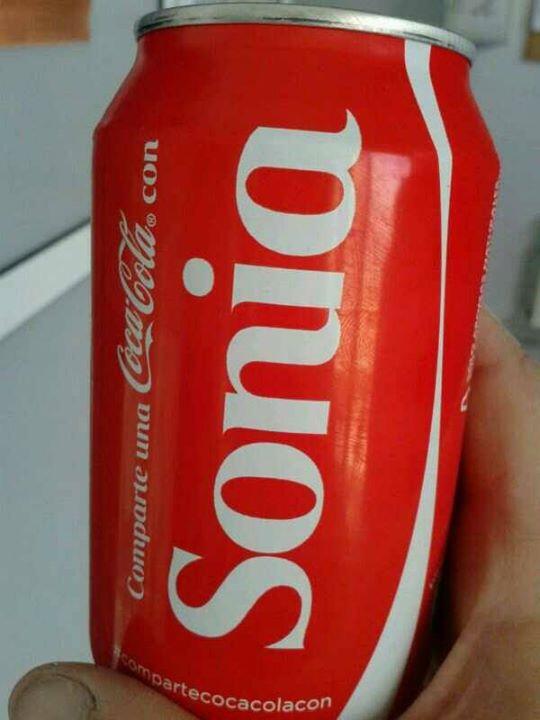 Comparte una Coca-Cola® con
Sonia
#compartecocacolacon